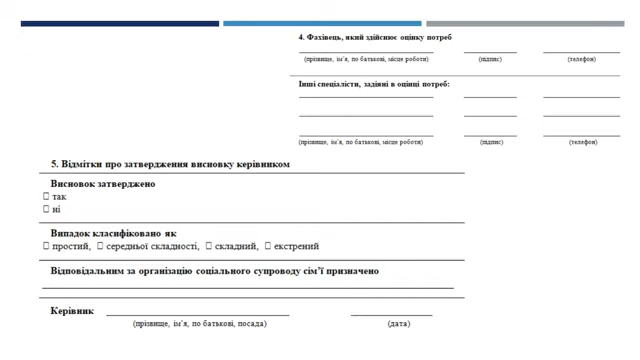 4. Фахівець, який здійснює оцінку потреб
(прізвище, ім’я, по батькові, місце роботи) (підпис) (телефон)
Інші спеціалісти, задіяні в оцінці потреб:
(прізвище, ім’я, по батькові, місце роботи) (підпис) (телефон)
5. Відмітки про затвердження висновку керівником
Висновок затверджено
□ так
□ ні
Випадок класифіковано як
□ простий, □ середньої складності, □ складний, □ екстрений
Відповідальним за організацію соціального супроводу сім’ї призначено
Керівник
(прізвище, ім’я, по батькові, посада) (дата)